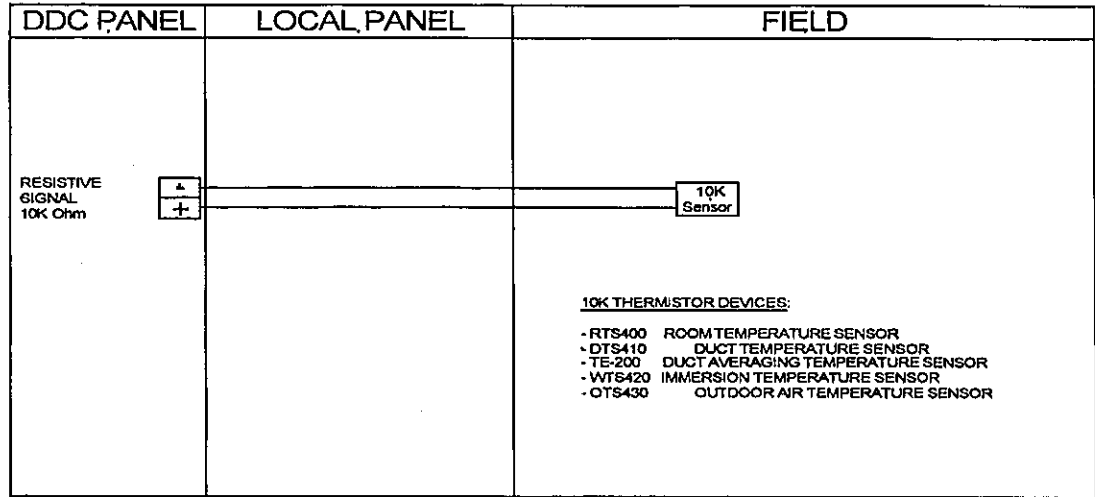 DDC PANEL
LOCAL PANEL
FIELD
RESISTIVE
SIGNAL
10K Ohm
-
+
10K
Sensor
10K THERMISTOR DEVICES:
- RTS400 ROOM TEMPERATURE SENSOR
- DTS410 DUCT TEMPERATURE SENSOR
- TE-200 DUCT AVERAGING TEMPERATURE SENSOR
- WTS420 IMMERSION TEMPERATURE SENSOR
- OTS430 OUTDOOR AIR TEMPERATURE SENSOR